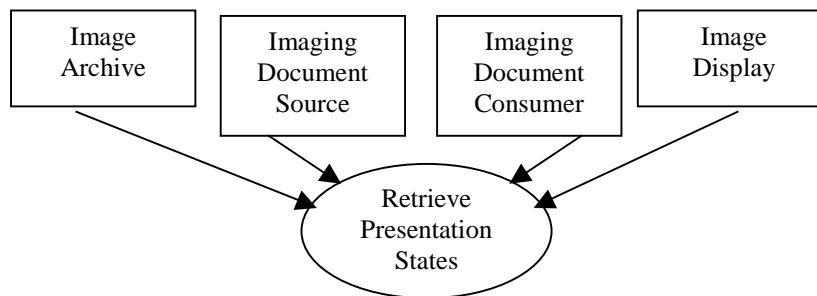 Image
Archive
Imaging
Document
Source
Imaging
Document
Consumer
Image
Display
Retrieve
Presentation
States